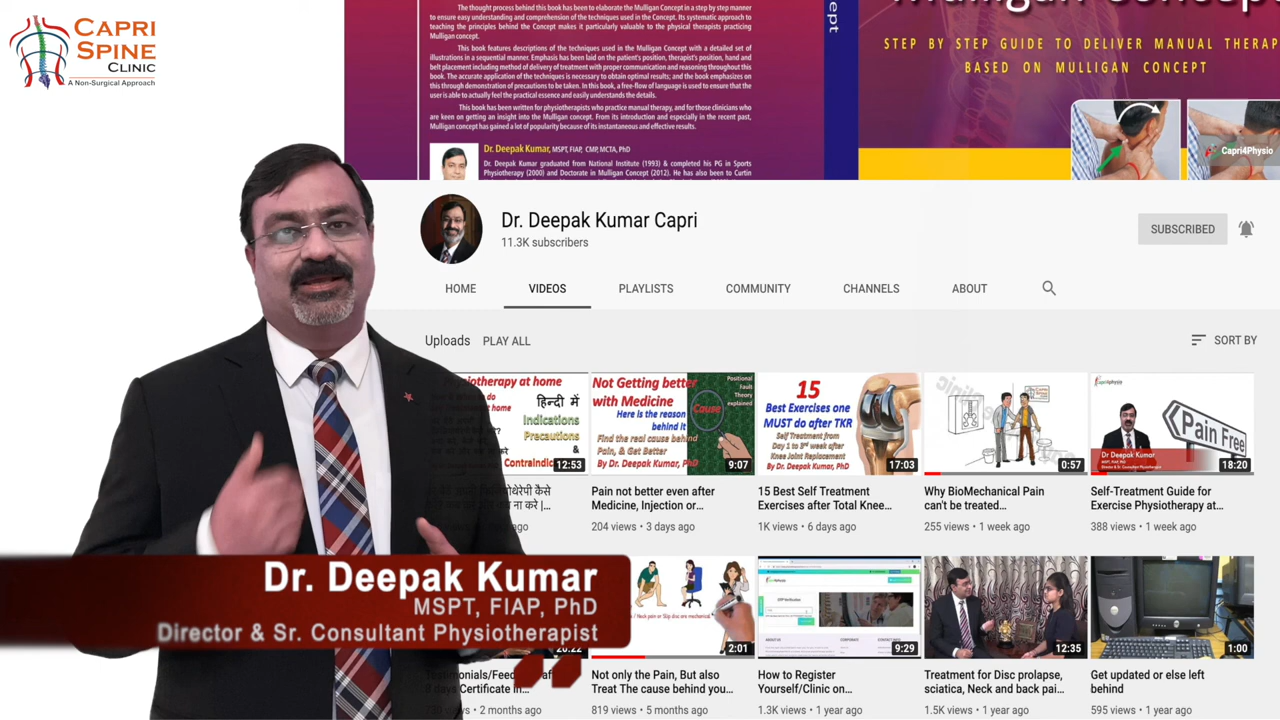 CAPRI
SPINE
CLINIC
A Non-Surgical Approach
The thought process behind this book has been to elaborate the Mulligan Concept in a step by step manner
to ensure easy understanding and comprehension of the techniques used in the Concept. Its systematic approach to
teaching the principles behind the Concept makes it particularly valuable to the physical therapists practicing
Mulligan concept.
This book features descriptions of the techniques used in the Mulligan Concept with a detailed set of
illustrations in a sequential manner. Emphasis has been laid on the patient's position, therapist's position, hand and
belt placement including method of delivery of treatment with proper communication and reasoning throughout this
book. The accurate application of the techniques is necessary to obtain optimal results; and the book emphasizes on
this through demonstration of precautions to be taken. In this book, a free-flow of language is used to ensure that the
user is able to actually feel the practical essence and easily understands the details.
This book has been written for physiotherapists who practice manual therapy, and for those clinicians who
are keen on getting an insight into the Mulligan concept. From its introduction and especially in the recent past,
Mulligan concept has gained a lot of popularity because of its instantaneous and effective results.
Dr. Deepak Kumar, MSPT, FIAP, CMP, MCTA, PhD
Dr. Deepak Kumar graduated from National Institute (1993) & completed his PG in Sports
Physiotherapy (2000) and Doctorate in Mulligan Concept (2012). He has also been to Curtin
cept
Mulligan Concept
STEP BY STEP GUIDE TO DELIVER MANUAL THERAP
BASED ON MULLIGAN CONCEPT
Capri4Physio
Dr. Deepak Kumar Capri
11.3K subscribers
SUBSCRIBED
HOME VIDEOS PLAYLISTS COMMUNITY CHANNELS ABOUT
Uploads PLAY ALL
SORT BY
iotherapy at home
हिन्दी में
Indications
Precautions
Contraindic
12:53
Not Getting better
with Medicine
Here is the reason
behind it
Find the real cause behind
Pain, & Get Better
By Dr. Deepak Kumar, PhD
Positional
Fault
Theory
explained
Cause
9:07
15
Best Exercises one
MUST do after TKR
Self Treatment
from Day 1 to 3rd week after
Knee Joint Replacement
By Dr. Deepak Kumar, PhD
17:03
0:57
Dr Deepak Kumar
Pain Free
18:20
Pain not better even after
Medicine, Injection or...
204 views • 3 days ago
15 Best Self Treatment
Exercises after Total Knee...
1K views • 6 days ago
Why BioMechanical Pain
can't be treated...
255 views • 1 week ago
Self-Treatment Guide for
Exercise Physiotherapy at...
388 views • 1 week ago
Dr. Deepak Kumar
MSPT, FIAP, PhD
Director & Sr. Consultant Physiotherapist
/ Neck pain or Slip disc are mechanical
2:01
9:29
12:35
1:00
2 months ago
Not only the Pain, But also
Treat The cause behind you...
819 views • 5 months ago
How to Register
Yourself/Clinic on...
1.3K views • 1 year ago
Treatment for Disc prolapse,
sciatica, Neck and back pai...
1.5K views • 1 year ago
Get updated or else left
behind
595 views • 1 year ago